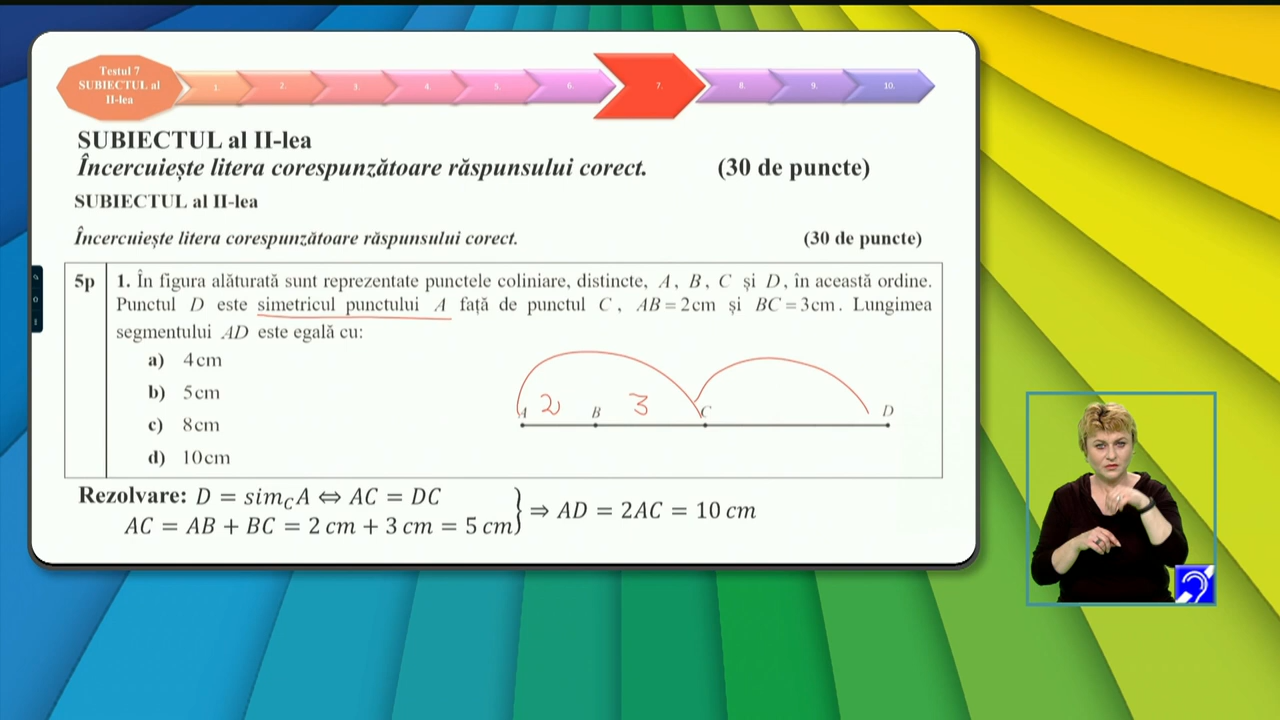 Testul 7
SUBIECTUL al
II-lea
1. 2. 3. 4. 5. 6. 7. 8. 9. 10.
SUBIECTUL al II-lea
Încercuiește litera corespunzătoare răspunsului corect. (30 de puncte)
SUBIECTUL al II-lea
Încercuiește litera corespunzătoare răspunsului corect. (30 de puncte)
5p 1. În figura alăturată sunt reprezentate punctele coliniare, distincte, A, B, C și D, în această ordine.
Punctul D este simetricul punctului A față de punctul C, AB = 2cm și BC = 3cm. Lungimea
segmentului AD este egală cu:
a) 4cm
b) 5cm
c) 8cm
d) 10cm
A 2 B 3 C D
Rezolvare: D = sim_C A ⇔ AC = DC
AC = AB + BC = 2 cm + 3 cm = 5 cm } ⇒ AD = 2AC = 10 cm